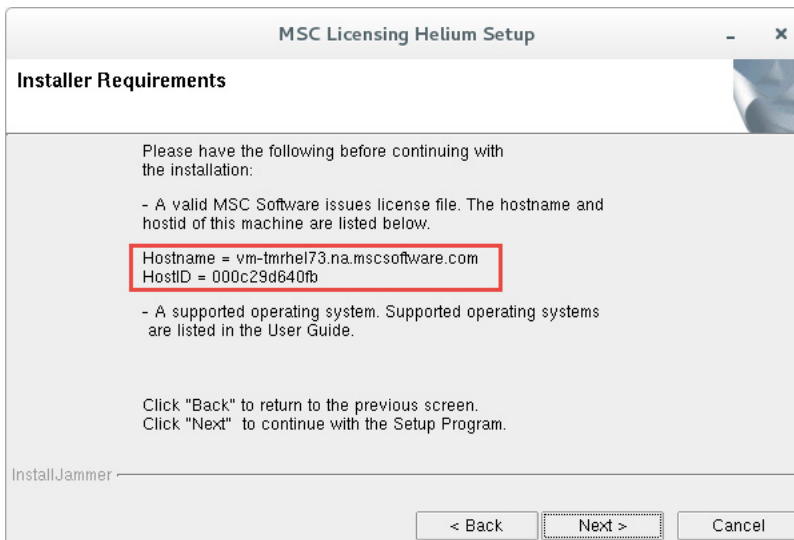 MSC Licensing Helium Setup
Installer Requirements
Please have the following before continuing with
the installation:
- A valid MSC Software issues license file. The hostname and
hostid of this machine are listed below.
Hostname = vm-tmrhel73.na.mscsoftware.com
HostID = 000c29d640fb
- A supported operating system. Supported operating systems
are listed in the User Guide.
Click "Back" to return to the previous screen.
Click "Next" to continue with the Setup Program.
InstallJammer
< Back Next > Cancel